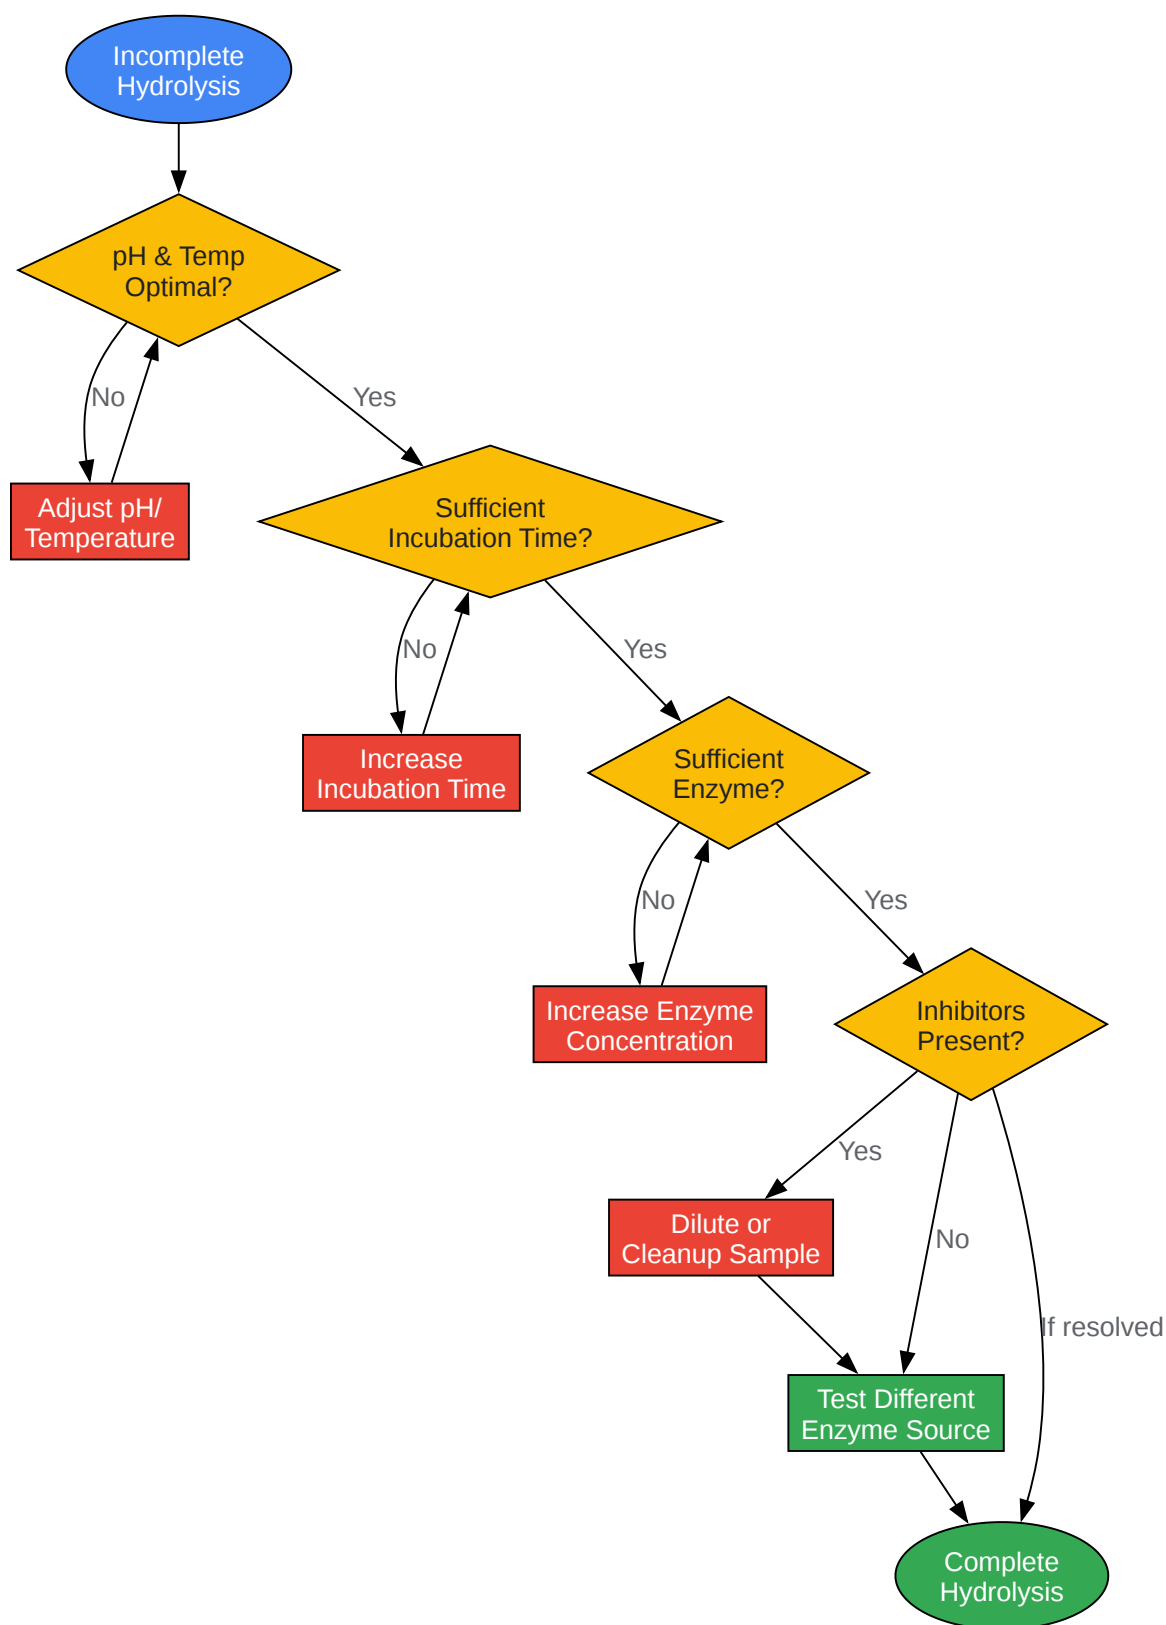 Incomplete
Hydrolysis
pH & Temp
Optimal?
No
Yes
Adjust pH/
Temperature
Sufficient
Incubation Time?
No
Yes
Increase
Incubation Time
Sufficient
Enzyme?
No
Yes
Increase Enzyme
Concentration
Inhibitors
Present?
Yes
No
If resolved
Dilute or
Cleanup Sample
Test Different
Enzyme Source
Complete
Hydrolysis